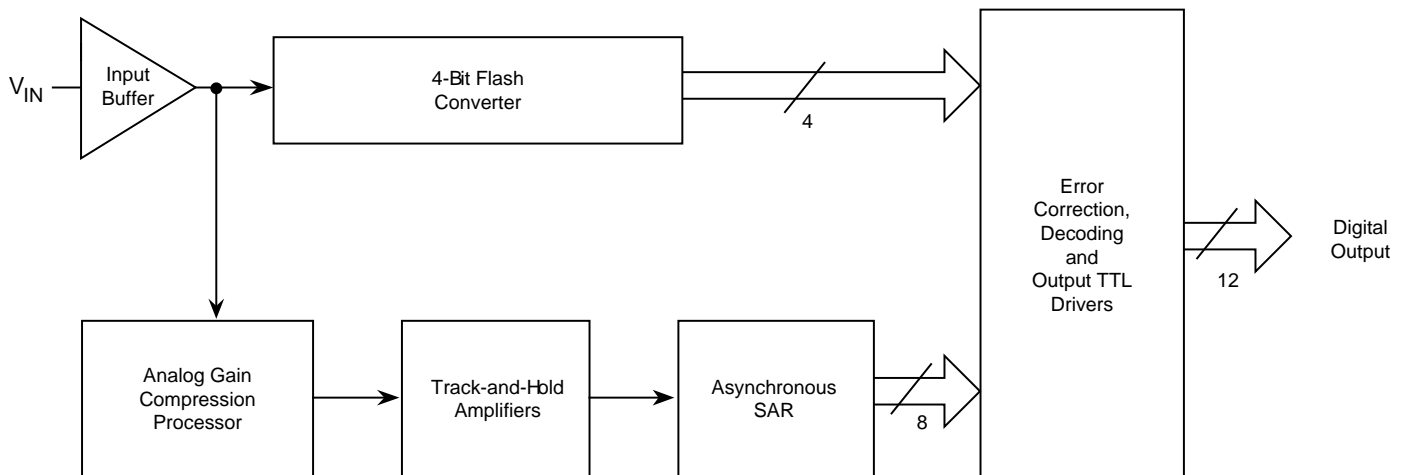 V_IN
Input
Buffer
4-Bit Flash
Converter
4
Error
Correction,
Decoding
and
Output TTL
Drivers
12
Digital
Output
Analog Gain
Compression
Processor
Track-and-Hold
Amplifiers
Asynchronous
SAR
8